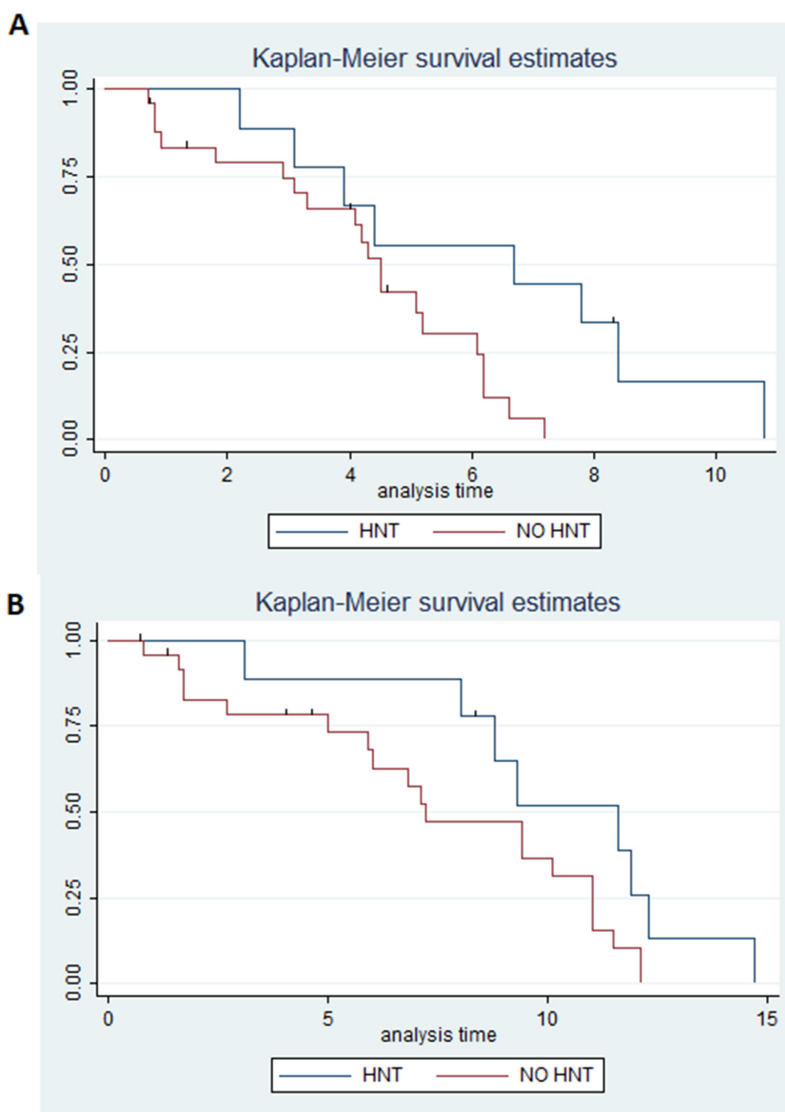 A
Kaplan-Meier survival estimates
1.00
0.75
0.50
0.25
0.00
0 2 4 6 8 10
analysis time
HNT NO HNT
B
Kaplan-Meier survival estimates
1.00
0.75
0.50
0.25
0.00
0 5 10 15
analysis time
HNT NO HNT